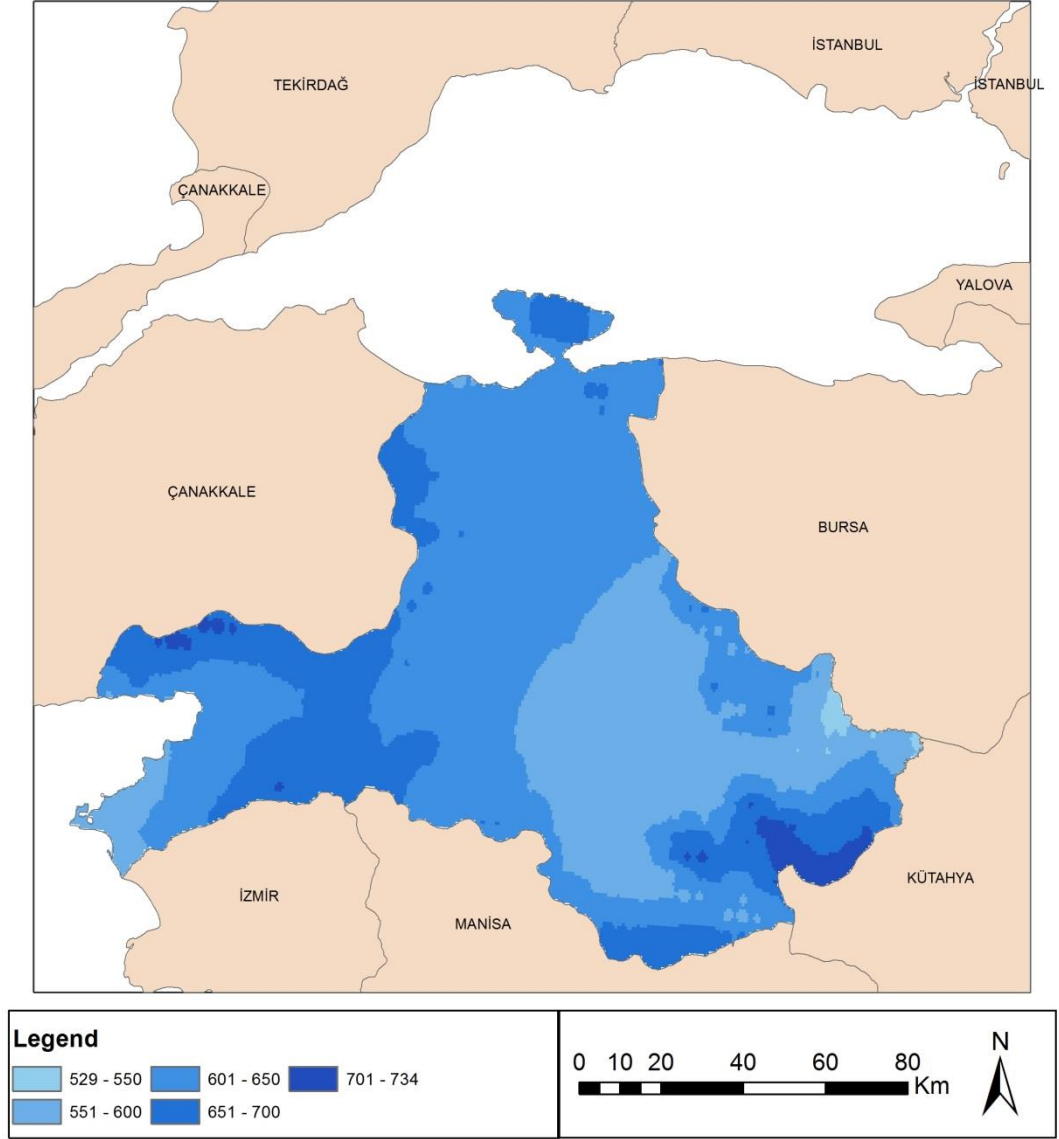 İSTANBUL
TEKİRDAĞ
İSTANBUL
ÇANAKKALE
YALOVA
ÇANAKKALE
BURSA
KÜTAHYA
İZMİR
MANİSA
Legend
529 - 550 601 - 650 701 - 734
551 - 600 651 - 700
0 10 20 40 60 80
Km
N